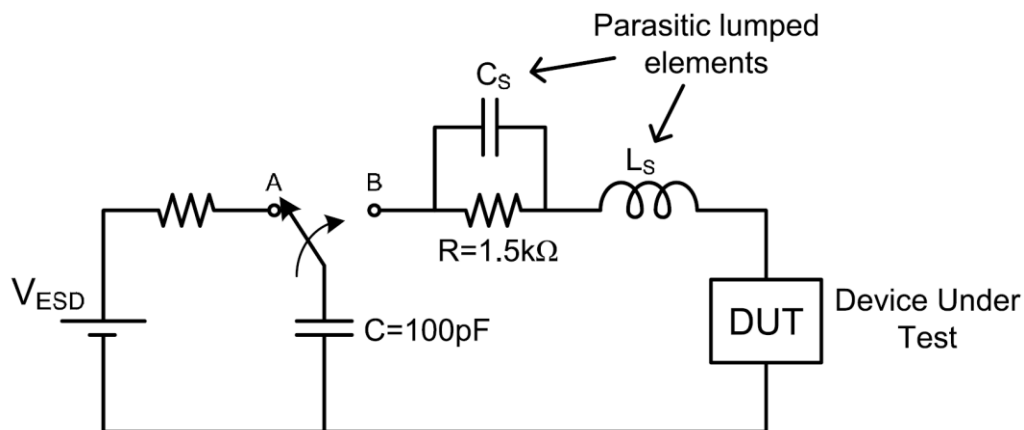 Parasitic lumped
elements
C_S
L_S
A
B
R=1.5kΩ
V_ESD
C=100pF
DUT
Device Under
Test